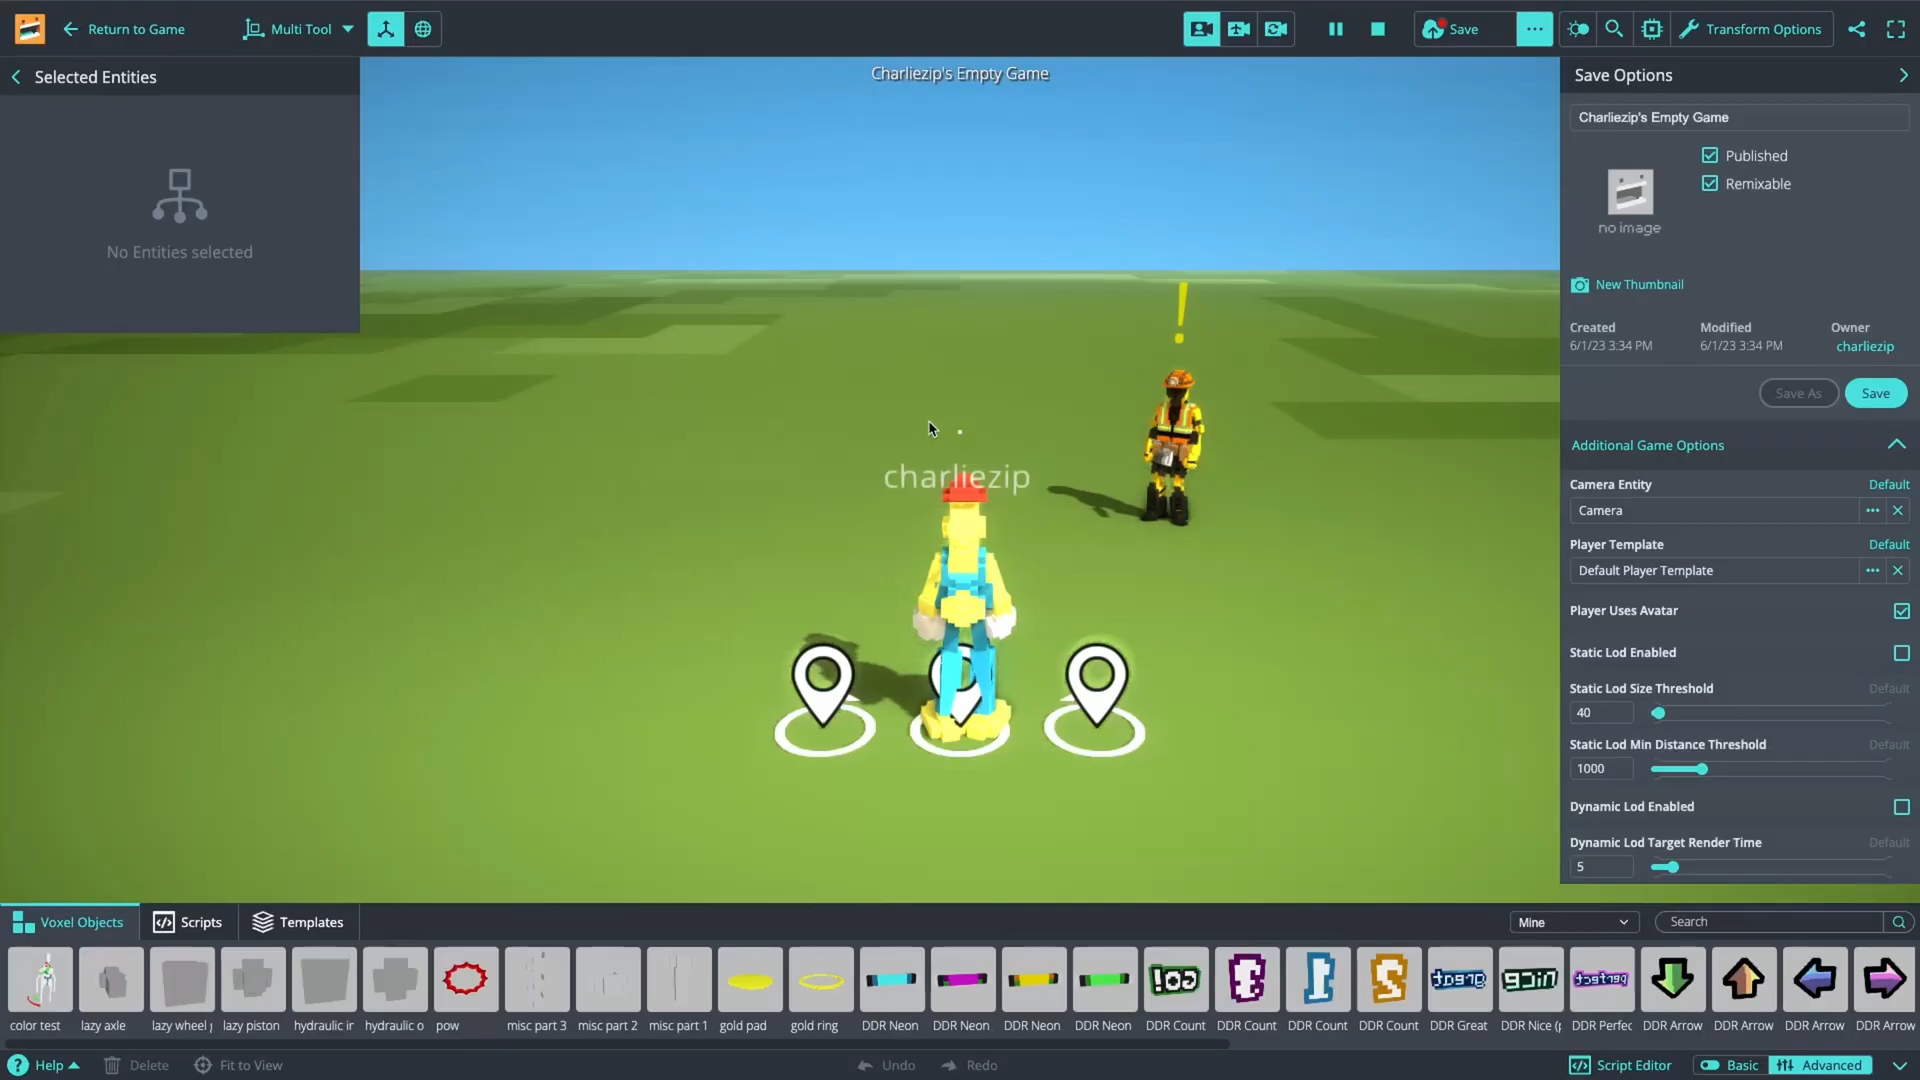 Return to Game
Multi Tool
Save
Transform Options
Selected Entities
No Entities selected
Charliezip's Empty Game
charliezip
Save Options
Charliezip's Empty Game
Published
Remixable
no image
New Thumbnail
Created
Modified
Owner
6/1/23 3:34 PM
6/1/23 3:34 PM
charliezip
Save As
Save
Additional Game Options
Camera Entity
Default
Camera
Player Template
Default
Default Player Template
Player Uses Avatar
Static Lod Enabled
Static Lod Size Threshold
Default
40
Static Lod Min Distance Threshold
Default
1000
Dynamic Lod Enabled
Dynamic Lod Target Render Time
Default
5
Voxel Objects
Scripts
Templates
Mine
Search
color test
lazy axle
lazy wheel
lazy piston
hydraulic ir
hydraulic o
pow
misc part 3
misc part 2
misc part 1
gold pad
gold ring
DDR Neon
DDR Neon
DDR Neon
DDR Neon
DDR Count
DDR Count
DDR Count
DDR Count
DDR Great
DDR Nice (
DDR Perfec
DDR Arrow
DDR Arrow
DDR Arrow
DDR Arrow
Help
Delete
Fit to View
Undo
Redo
Script Editor
Basic
Advanced